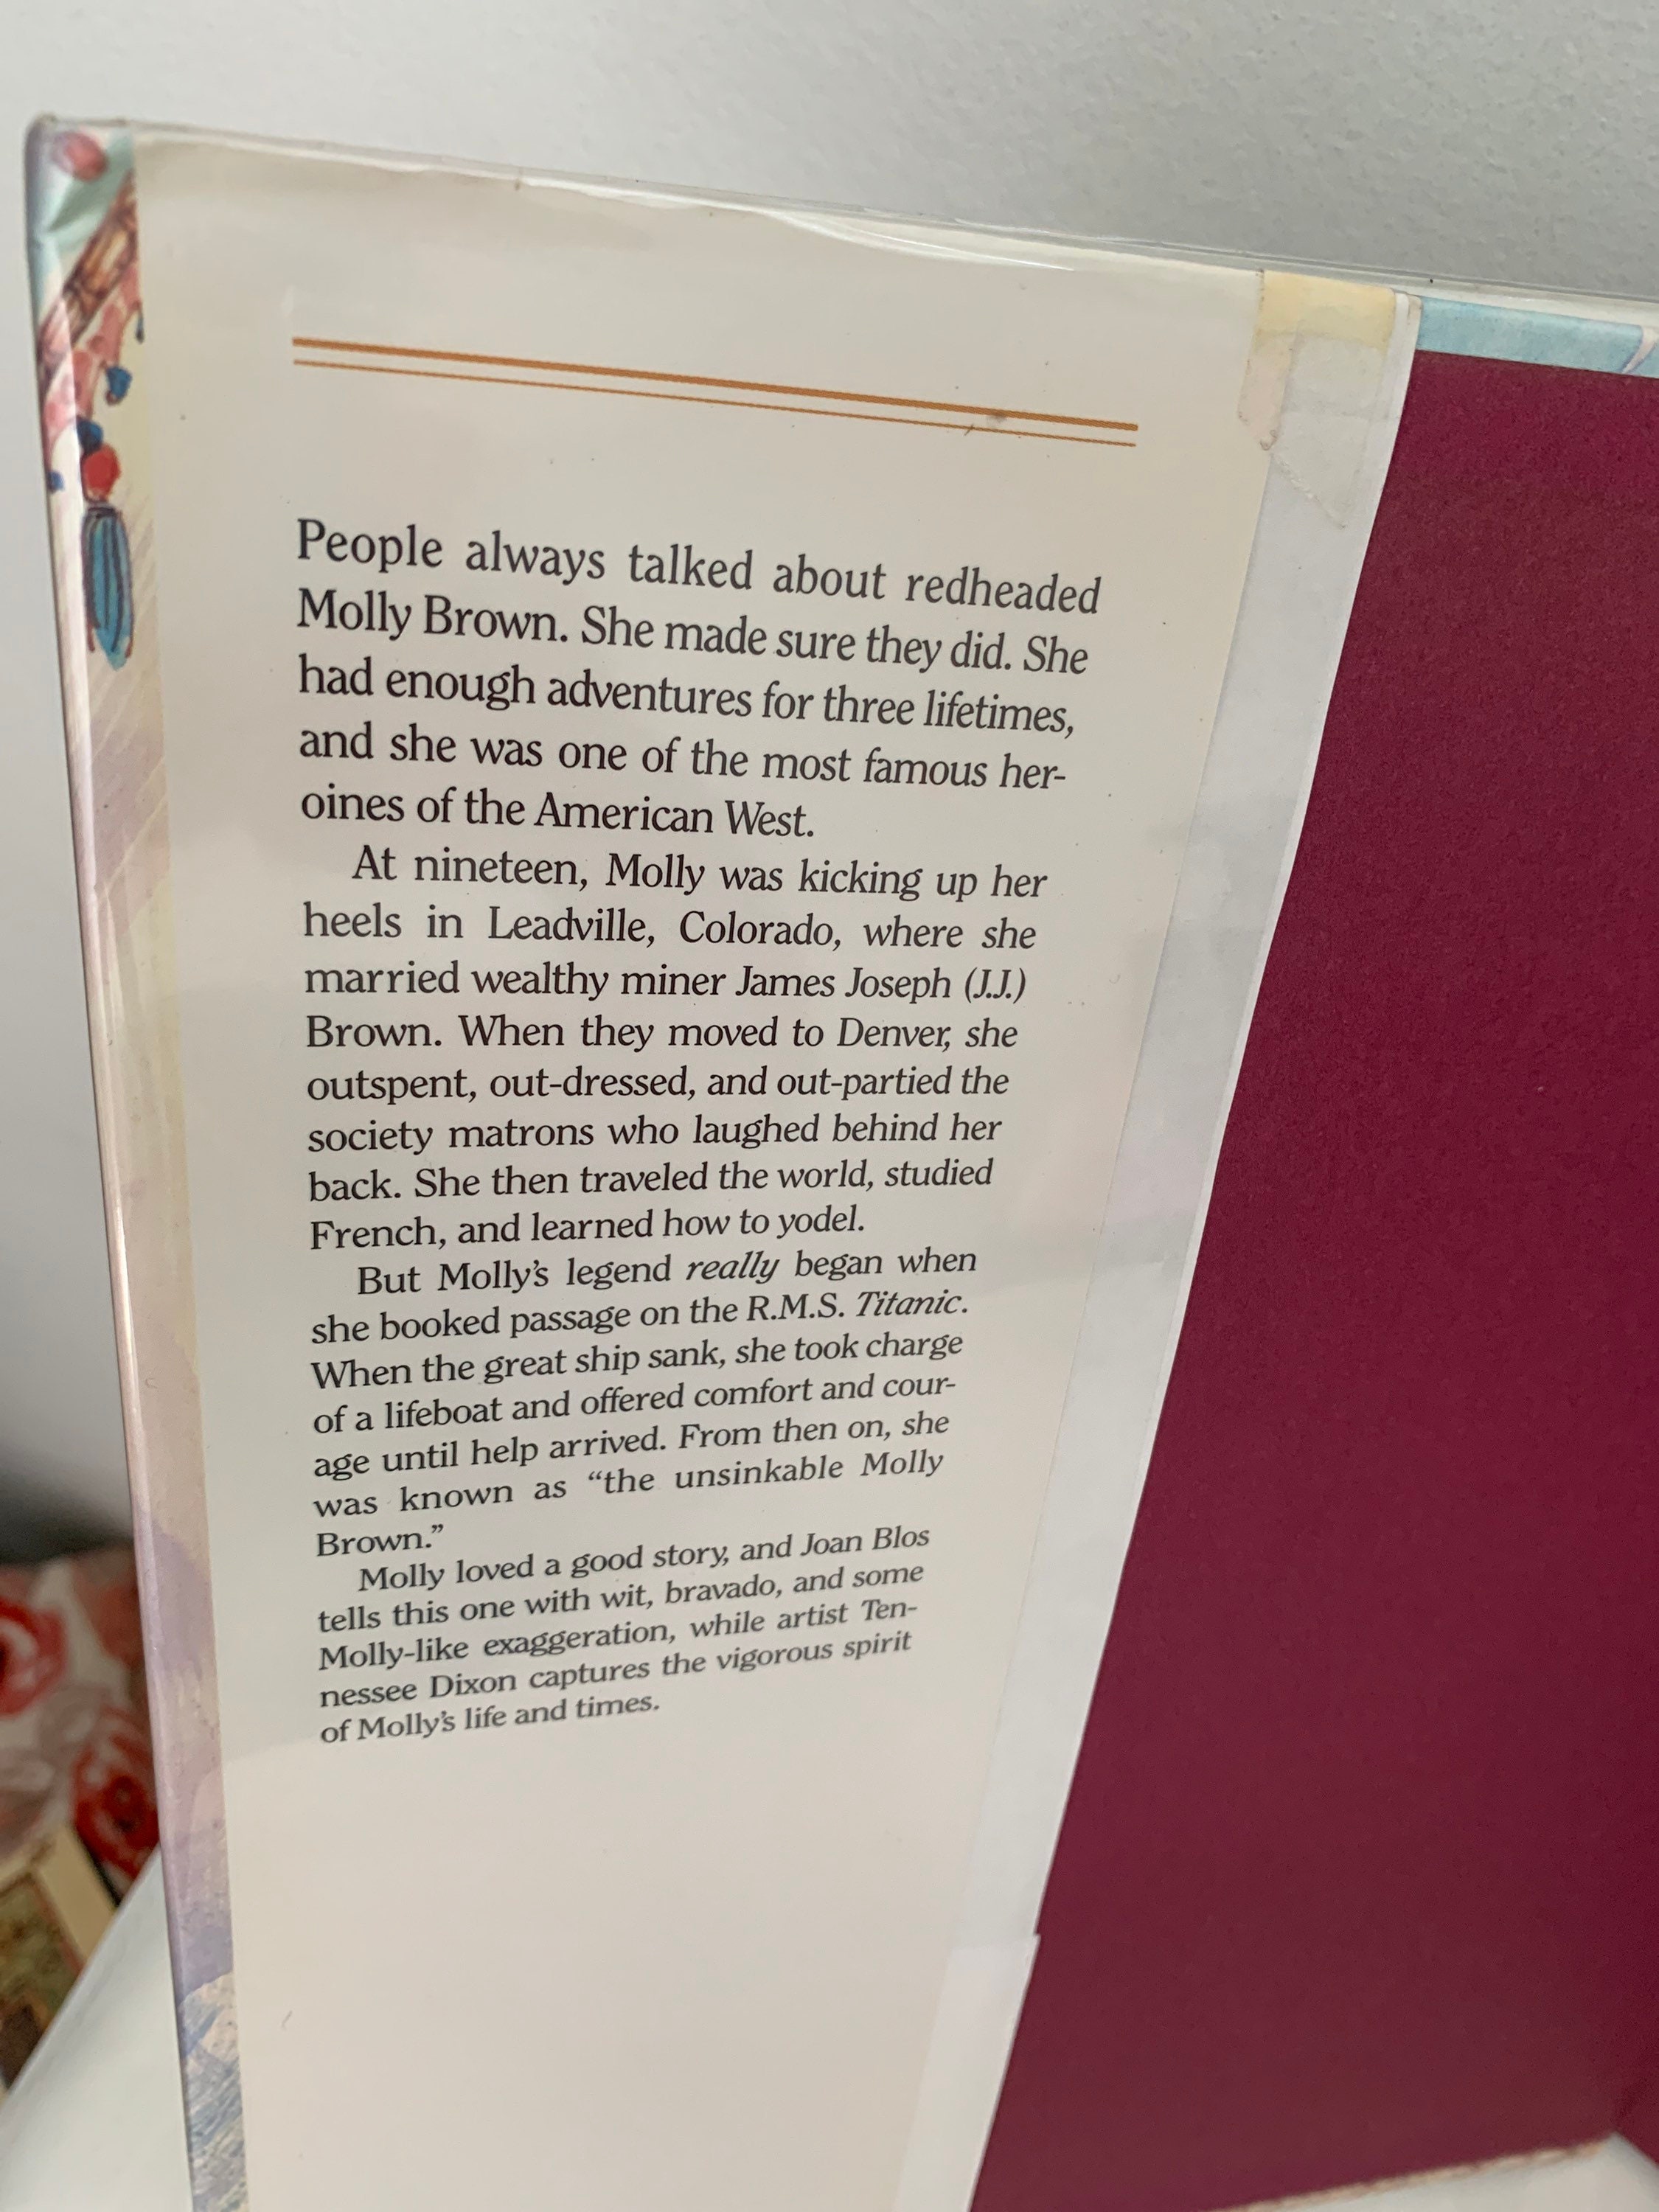 People always talked about redheaded
Molly Brown. She made sure they did. She
had enough adventures for three lifetimes,
and she was one of the most famous her-
oines of the American West.
At nineteen, Molly was kicking up her
heels in Leadville, Colorado, where she
married wealthy miner James Joseph (J.J.)
Brown. When they moved to Denver, she
outspent, out-dressed, and out-partied the
society matrons who laughed behind her
back. She then traveled the world, studied
French, and learned how to yodel.
But Molly's legend really began when
she booked passage on the R.M.S. Titanic.
When the great ship sank, she took charge
of a lifeboat and offered comfort and cour-
age until help arrived. From then on, she
was known as “the unsinkable Molly
Brown.”
Molly loved a good story, and Joan Blos
tells this one with wit, bravado, and some
Molly-like exaggeration, while artist Ten-
nessee Dixon captures the vigorous spirit
of Molly's life and times.